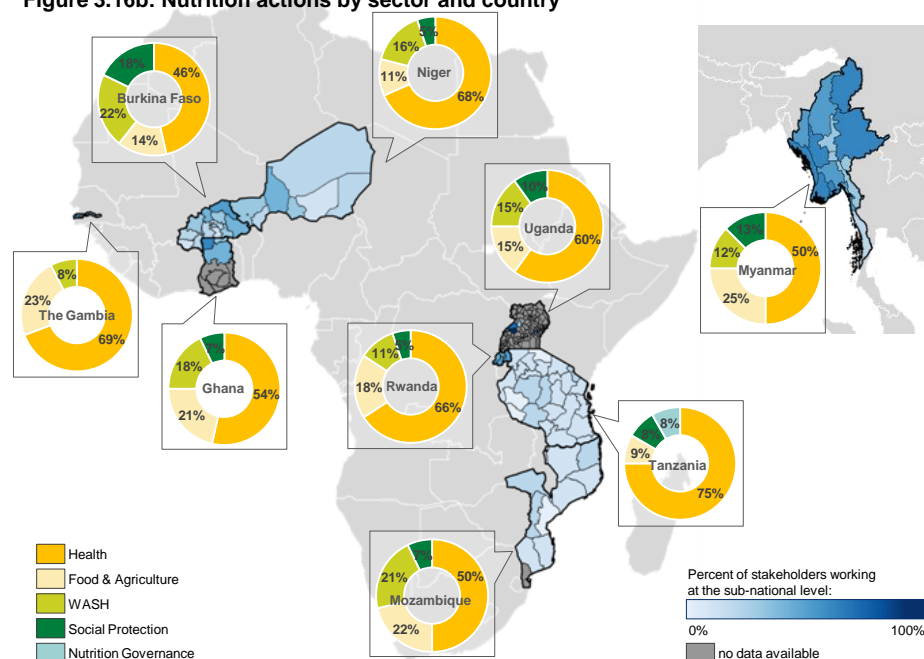 Figure 3.16b: Nutrition actions by sector and country
5%
16%
Niger
11%
68%
18%
46%
Burkina Faso
22%
14%
10%
15%
Uganda
60%
15%
13%
50%
12%
Myanmar
25%
8%
23%
The Gambia
69%
7%
18%
Ghana
54%
21%
5%
11%
18%
Rwanda
66%
8%
8%
9%
Tanzania
75%
7%
21%
50%
Mozambique
22%
Health
Food & Agriculture
WASH
Social Protection
Nutrition Governance
Percent of stakeholders working
at the sub-national level:
0%
100%
no data available